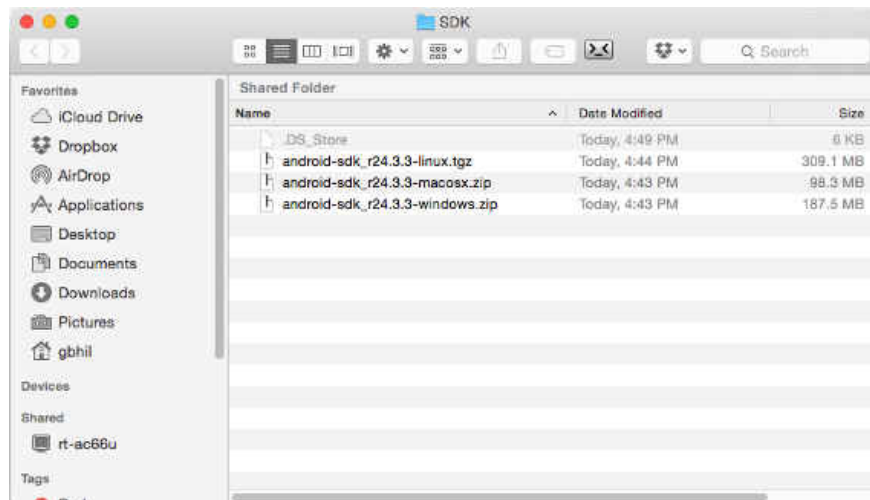 SDK
Search
Favorites
iCloud Drive
Dropbox
AirDrop
Applications
Desktop
Documents
Downloads
Pictures
gbhil
Devices
Shared
rt-ac66u
Tags
Shared Folder
Name Date Modified Size
.DS_Store Today, 4:49 PM 6 KB
android-sdk_r24.3.3-linux.tgz Today, 4:44 PM 309.1 MB
android-sdk_r24.3.3-macosx.zip Today, 4:43 PM 98.3 MB
android-sdk_r24.3.3-windows.zip Today, 4:43 PM 187.5 MB